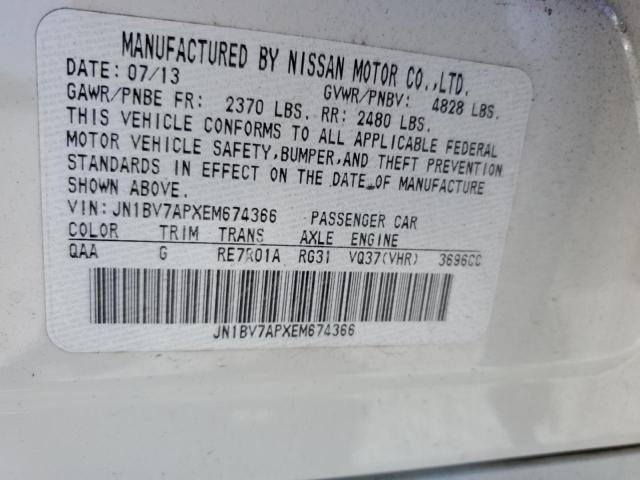 MANUFACTURED BY NISSAN MOTOR CO.,LTD.
DATE: 07/13 GVWR/PNBV: 4828 LBS.
GAWR/PNBE FR: 2370 LBS. RR: 2480 LBS.
THIS VEHICLE CONFORMS TO ALL APPLICABLE FEDERAL
MOTOR VEHICLE SAFETY,BUMPER,AND THEFT PREVENTION
STANDARDS IN EFFECT ON THE DATE OF MANUFACTURE
SHOWN ABOVE.
VIN: JN1BV7APXEM674366 PASSENGER CAR
COLOR TRIM TRANS AXLE ENGINE
QAA G RE7R01A RG31 VQ37(VHR) 3696CC
JN1BV7APXEM674366